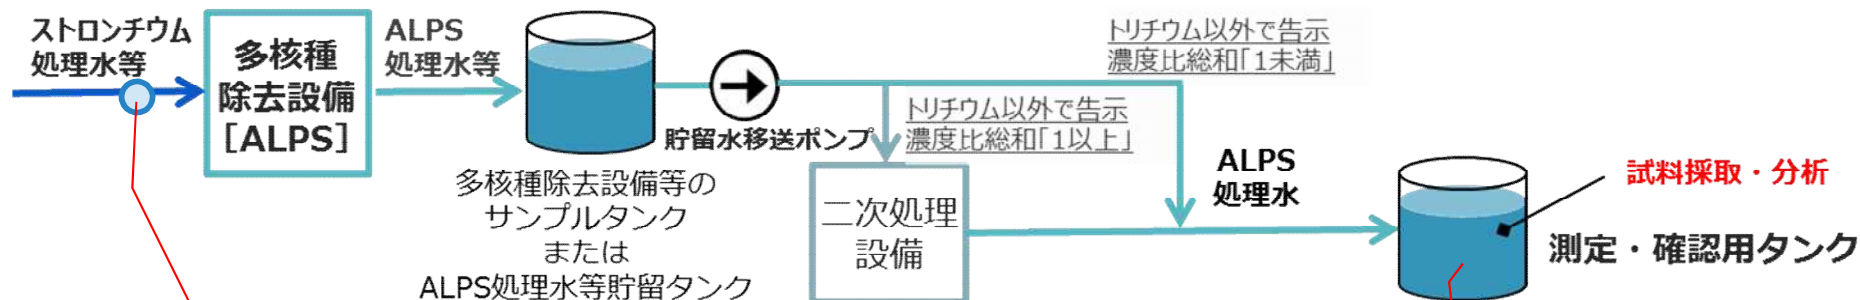 ストロンチウム
処理水等
多核種
除去設備
［ALPS］
ALPS
処理水等
貯留水移送ポンプ
多核種除去設備等の
サンプルタンク
または
ALPS処理水等貯留タンク
トリチウム以外で告示
濃度比総和「1未満」
トリチウム以外で告示
濃度比総和「1以上」
二次処理
設備
ALPS
処理水
試料採取・分析
測定・確認用タンク